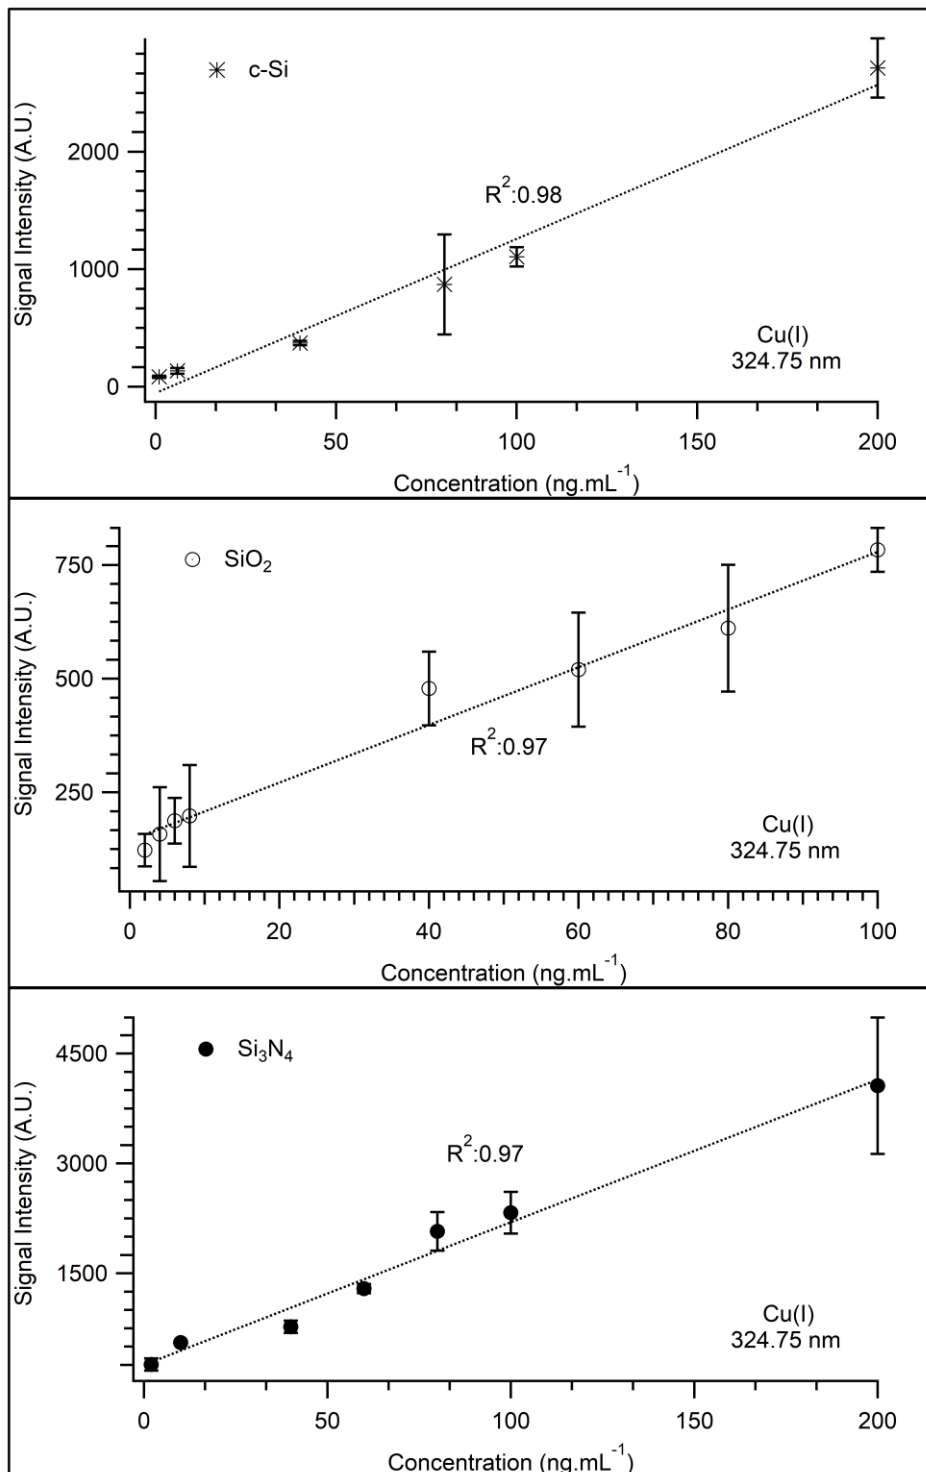 c-Si
Signal Intensity (A.U.)
2000
1000
0
R²:0.98
Cu(I)
324.75 nm
0 50 100 150 200
Concentration (ng.mL⁻¹)
SiO₂
Signal Intensity (A.U.)
750
500
250
R²:0.97
Cu(I)
324.75 nm
0 20 40 60 80 100
Concentration (ng.mL⁻¹)
Si₃N₄
Signal Intensity (A.U.)
4500
3000
1500
R²:0.97
Cu(I)
324.75 nm
0 50 100 150 200
Concentration (ng.mL⁻¹)